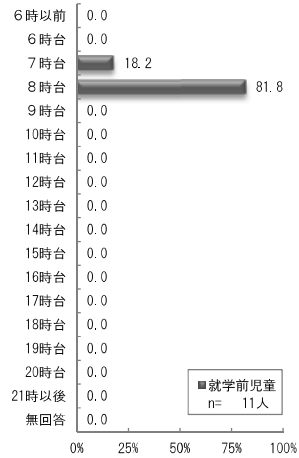 ６時以前 0.0
６時台 0.0
７時台 18.2
８時台 81.8
９時台 0.0
10時台 0.0
11時台 0.0
12時台 0.0
13時台 0.0
14時台 0.0
15時台 0.0
16時台 0.0
17時台 0.0
18時台 0.0
19時台 0.0
20時台 0.0
21時以後 0.0
無回答 0.0
就学前児童
n= 11人
0% 25% 50% 75% 100%